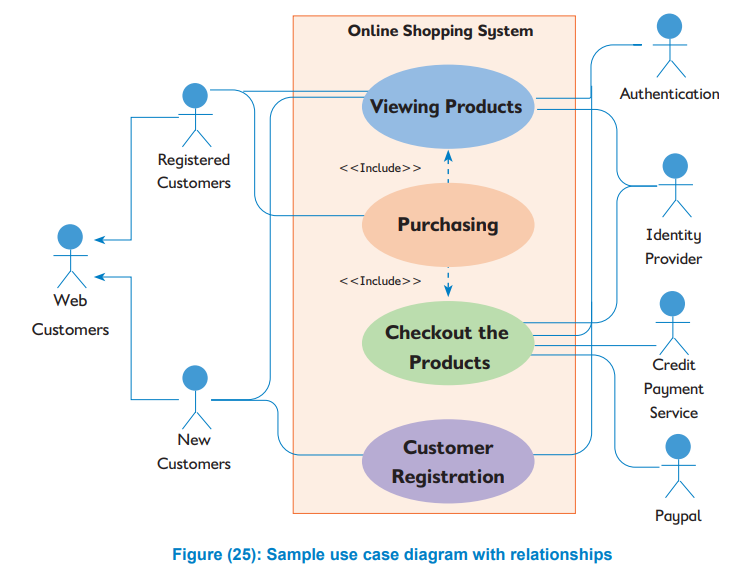 Online Shopping System
Authentication
Viewing Products
Registered
Customers
<<Include>>
Purchasing
Identity
Provider
Web
Customers
<<Include>>
Checkout the
Products
Credit
Payment
Service
New
Customers
Customer
Registration
Paypal
Figure (25): Sample use case diagram with relationships